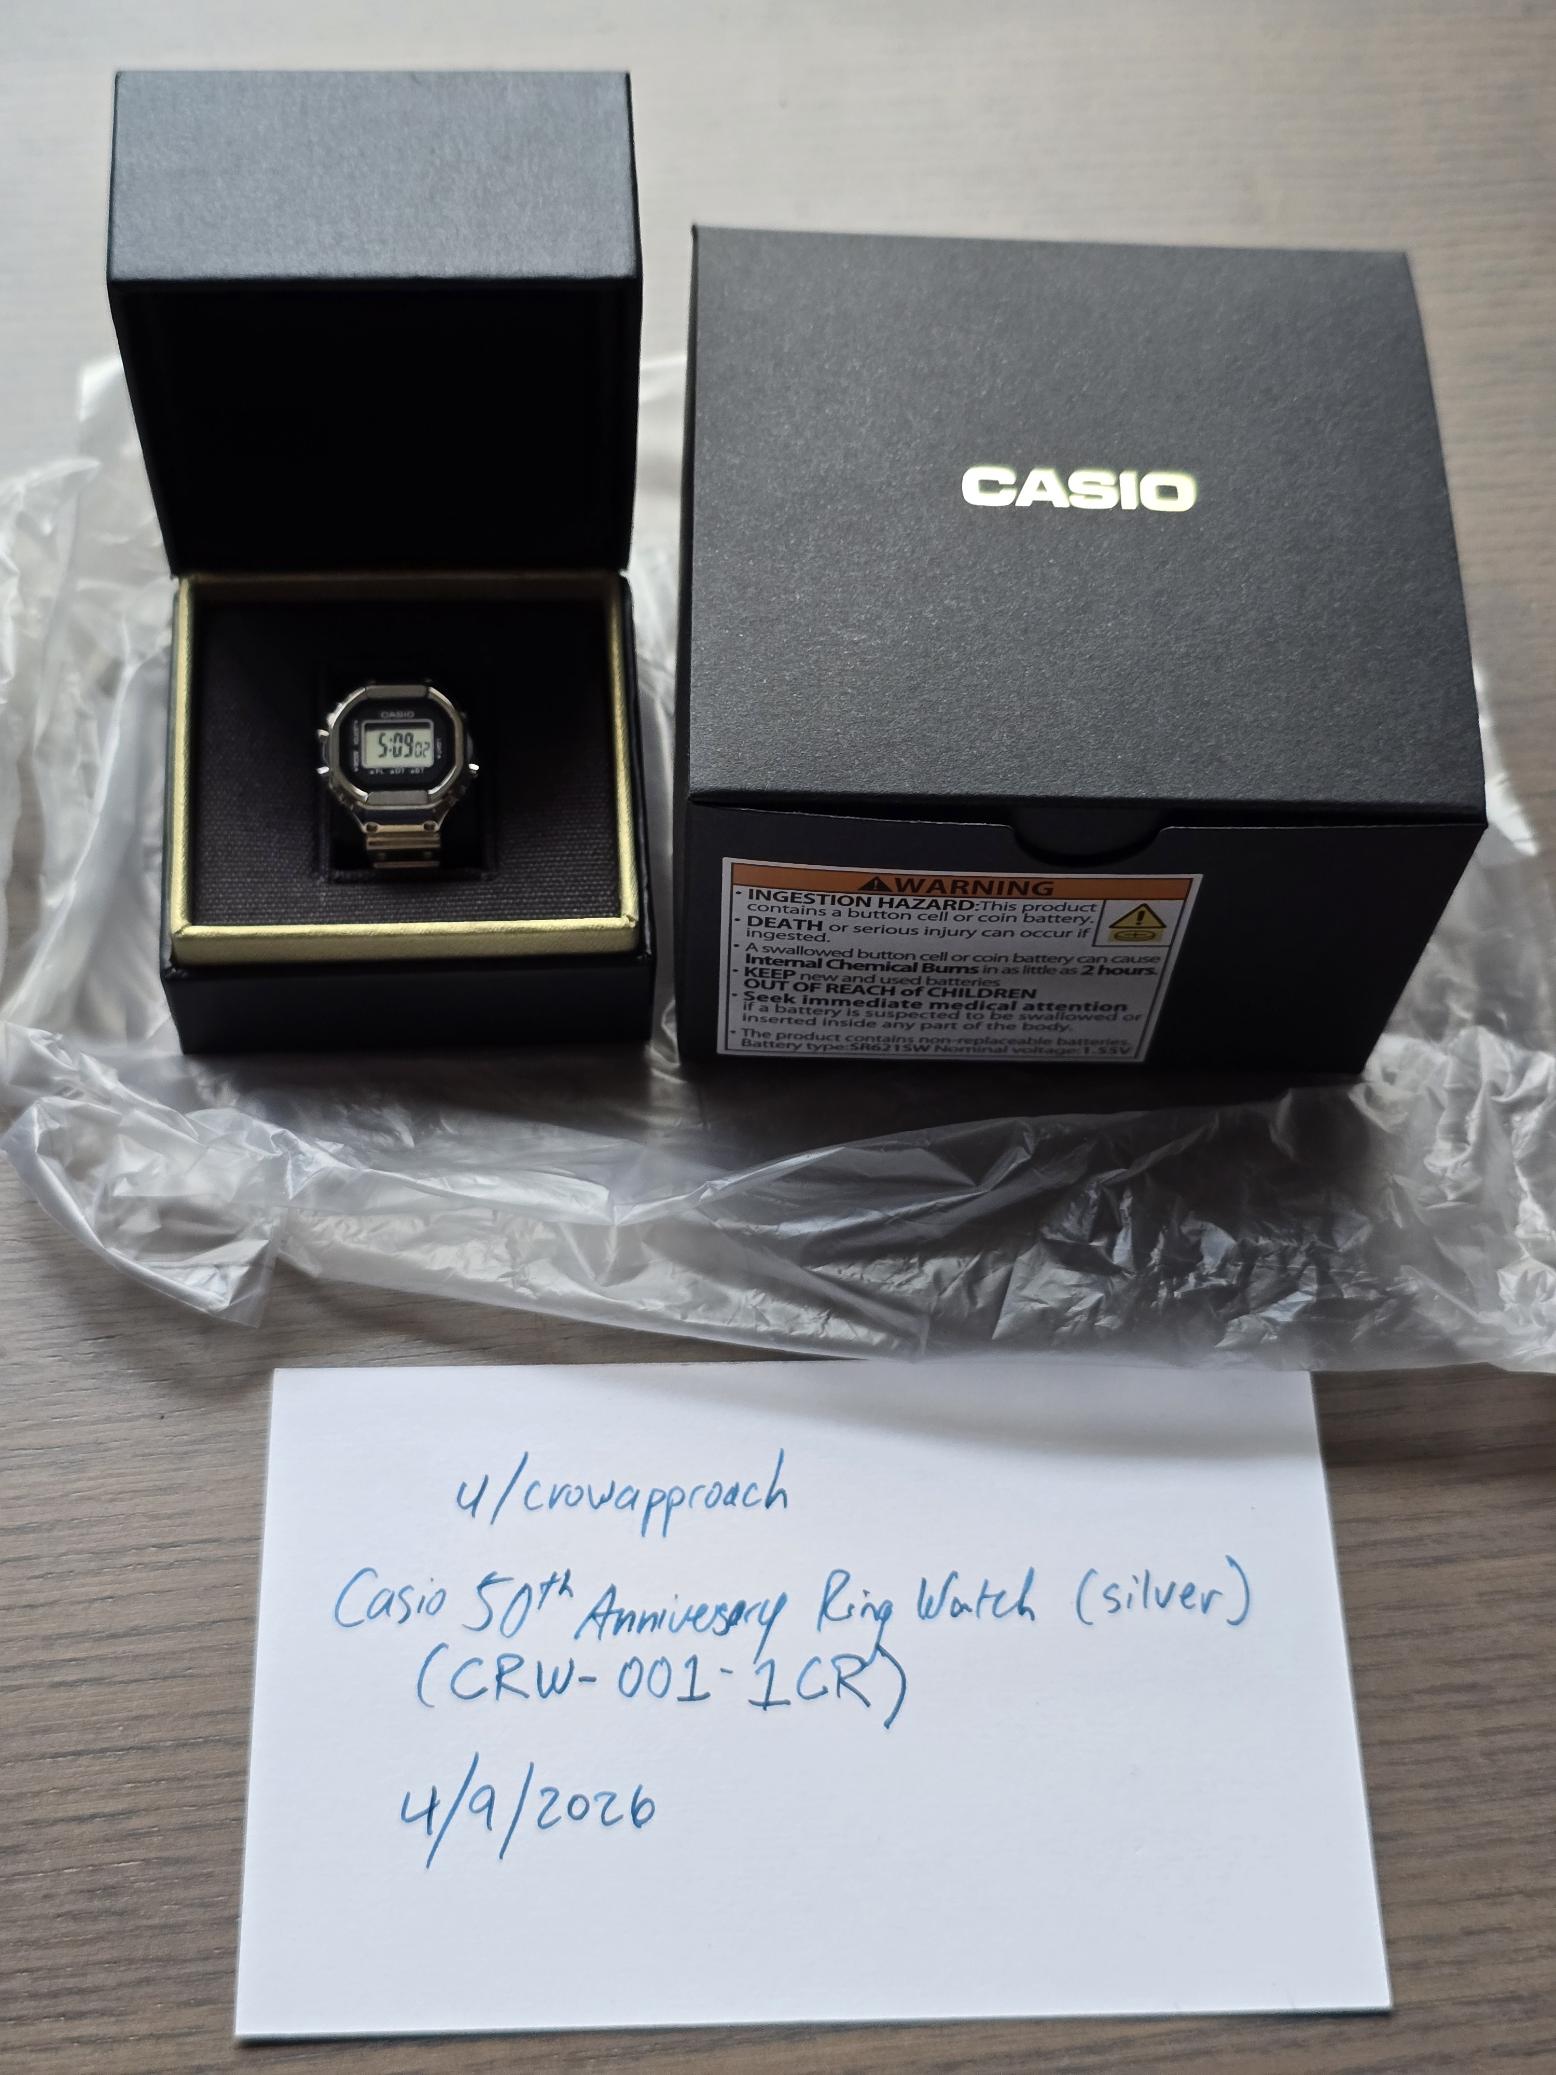 CASIO
5:09 02
CASIO
WARNING
• INGESTION HAZARD:This product
contains a button cell or coin battery.
• DEATH or serious injury can occur if
ingested.
• A swallowed button cell or coin battery can cause
Internal Chemical Burns in as little as 2 hours.
• KEEP new and used batteries
OUT OF REACH of CHILDREN
• Seek immediate medical attention
if a battery is suspected to be swallowed or
inserted inside any part of the body.
• The product contains non-replaceable batteries.
Battery type:SR621SW Nominal voltage:1.55V
u/crowapproach
Casio 50th Anniversary Ring Watch (silver)
(CRW-001-1CR)
4/9/2026